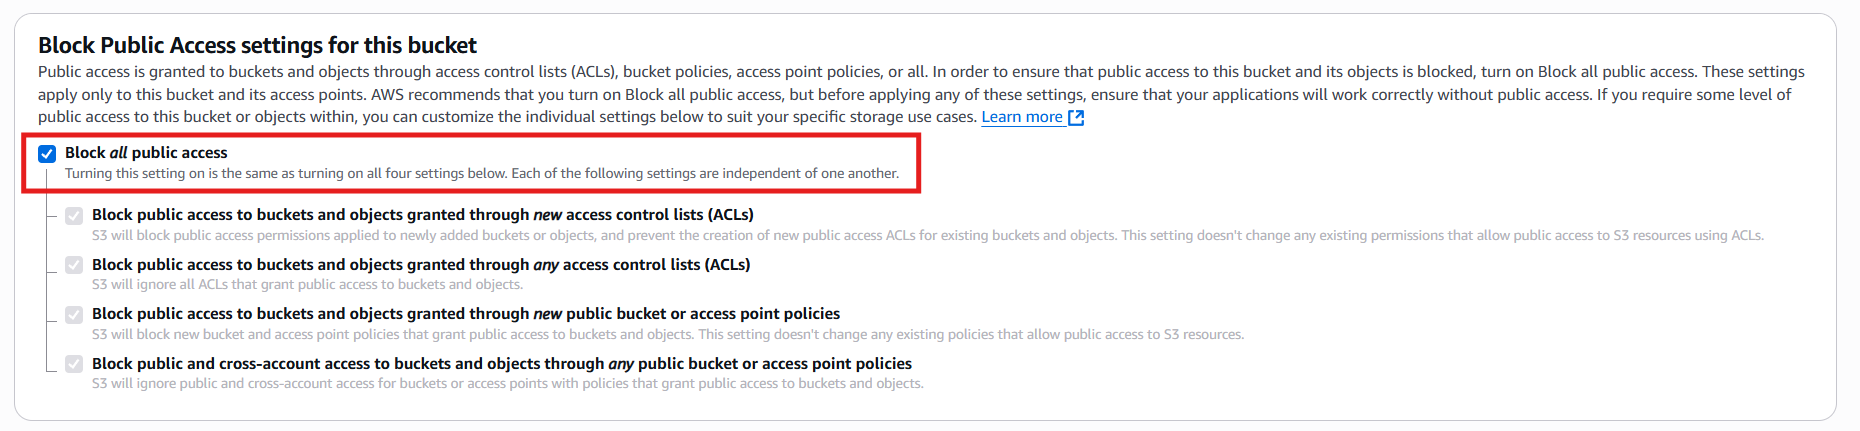 Block Public Access settings for this bucket
Public access is granted to buckets and objects through access control lists (ACLs), bucket policies, access point policies, or all. In order to ensure that public access to this bucket and its objects is blocked, turn on Block all public access. These settings
apply only to this bucket and its access points. AWS recommends that you turn on Block all public access, but before applying any of these settings, ensure that your applications will work correctly without public access. If you require some level of
public access to this bucket or objects within, you can customize the individual settings below to suit your specific storage use cases. Learn more
Block all public access
Turning this setting on is the same as turning on all four settings below. Each of the following settings are independent of one another.
Block public access to buckets and objects granted through new access control lists (ACLs)
S3 will block public access permissions applied to newly added buckets or objects, and prevent the creation of new public access ACLs for existing buckets and objects. This setting doesn't change any existing permissions that allow public access to S3 resources using ACLs.
Block public access to buckets and objects granted through any access control lists (ACLs)
S3 will ignore all ACLs that grant public access to buckets and objects.
Block public access to buckets and objects granted through new public bucket or access point policies
S3 will block new bucket and access point policies that grant public access to buckets and objects. This setting doesn't change any existing policies that allow public access to S3 resources.
Block public and cross-account access to buckets and objects through any public bucket or access point policies
S3 will ignore public and cross-account access for buckets or access points with policies that grant public access to buckets and objects.